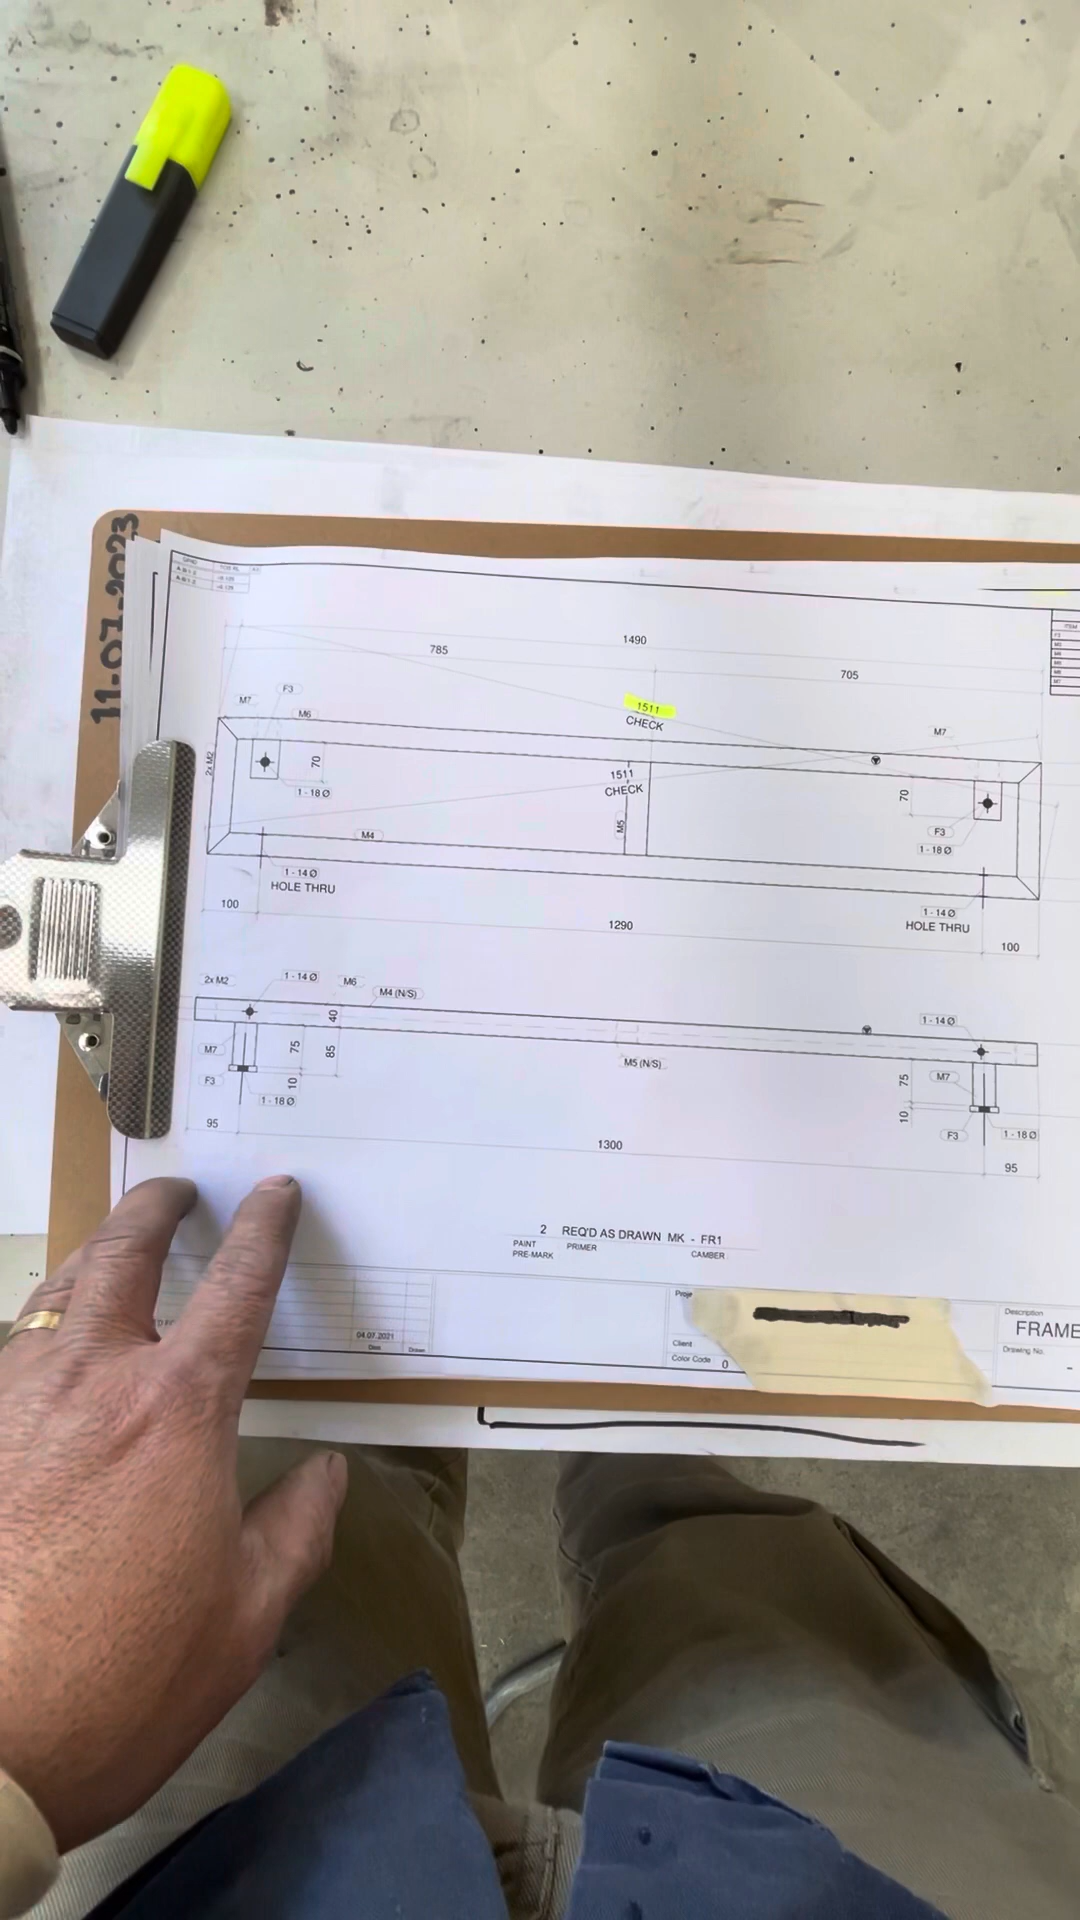 11-07-2023
1490
785
705
1511
CHECK
M7
F3
M6
M7
2x M2
70
1 - 18 Ø
1511
CHECK
M5
70
F3
1 - 18 Ø
M4
1 - 14 Ø
HOLE THRU
1 - 14 Ø
HOLE THRU
100
1290
100
2x M2
1 - 14 Ø
M6
M4 (N/S)
40
1 - 14 Ø
M7
75
85
M5 (N/S)
75
M7
F3
10
1 - 18 Ø
10
F3
1 - 18 Ø
95
1300
95
2 REQ'D AS DRAWN MK - FR1
PAINT PRIMER
PRE-MARK CAMBER
04.07.2021
Date Drawn
Client
Color Code 0
Description
FRAME
Drawing No.
-